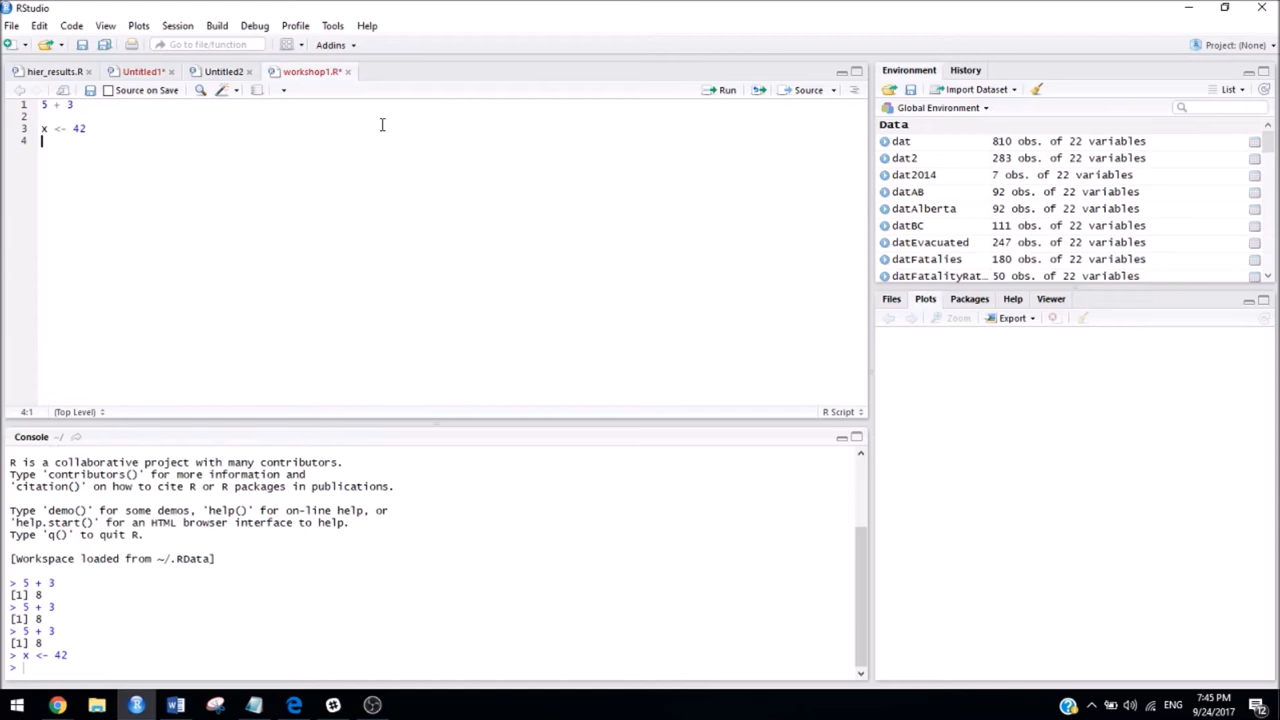 RStudio
File Edit Code View Plots Session Build Debug Profile Tools Help
Go to file/function Addins Project: (None)
hier_results.R Untitled1* Untitled2 workshop1.R*
Source on Save Run Source
1 5 + 3
2
3 x <- 42
4
4:1 (Top Level) R Script
Console ~/
R is a collaborative project with many contributors.
Type 'contributors()' for more information and
'citation()' on how to cite R or R packages in publications.
Type 'demo()' for some demos, 'help()' for on-line help, or
'help.start()' for an HTML browser interface to help.
Type 'q()' to quit R.
[Workspace loaded from ~/.RData]
> 5 + 3
[1] 8
> 5 + 3
[1] 8
> 5 + 3
[1] 8
> x <- 42
>
Environment History
Import Dataset List
Global Environment
Data
dat 810 obs. of 22 variables
dat2 283 obs. of 22 variables
dat2014 7 obs. of 22 variables
datAB 92 obs. of 22 variables
datAlberta 92 obs. of 22 variables
datBC 111 obs. of 22 variables
datEvacuated 247 obs. of 22 variables
datFatalies 180 obs. of 22 variables
datFatalityRat… 50 obs. of 22 variables
Files Plots Packages Help Viewer
Zoom Export
7:45 PM
ENG 9/24/2017 12